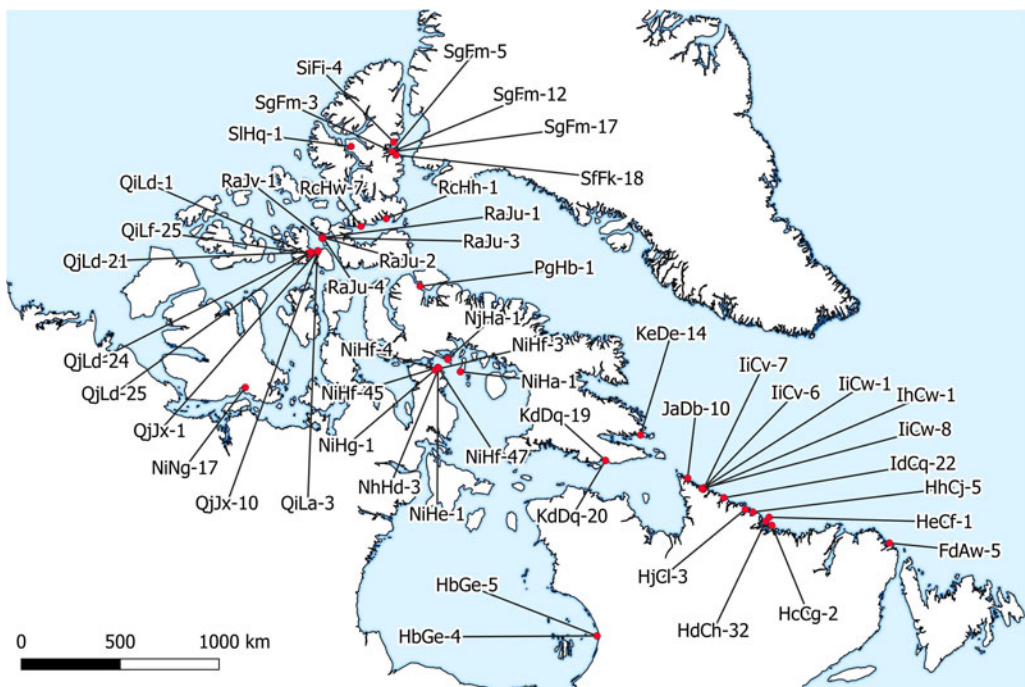 SgFm-5
SiFi-4
SgFm-12
SgFm-3
SgFm-17
SlHq-1
SfFk-18
QiLd-1
RaJv-1
RcHw-7
RcHh-1
RaJu-1
QiLf-25
RaJu-3
QjLd-21
RaJu-2
PgHb-1
RaJu-4
NjHa-1
KeDe-14
NiHf-3
QjLd-24
NiHf-4
IiCv-7
IiCv-6
IiCw-1
IhCw-1
QjLd-25
NiHf-45
NiHa-1
JaDb-10
KdDq-19
IiCw-8
QjJx-1
NiHg-1
NiHf-47
IdCq-22
NiNg-17
NhHd-3
HhCj-5
QjJx-10
QiLa-3
NiHe-1
KdDq-20
HeCf-1
FdAw-5
HjCl-3
HcCg-2
HbGe-5
HdCh-32
HbGe-4
0 500 1000 km